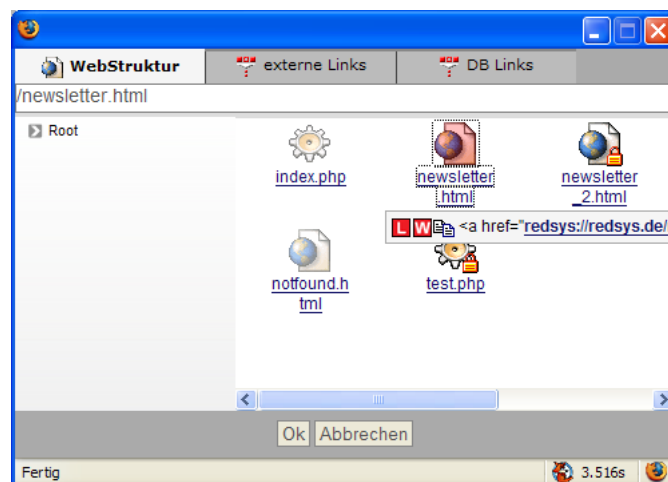 WebStruktur
externe Links
DB Links
/newsletter.html
Root
index.php
newsletter
.html
newsletter
_2.html
L W <a href="redsys://redsys.de/
notfound.h
tml
test.php
Ok Abbrechen
Fertig
3.516s